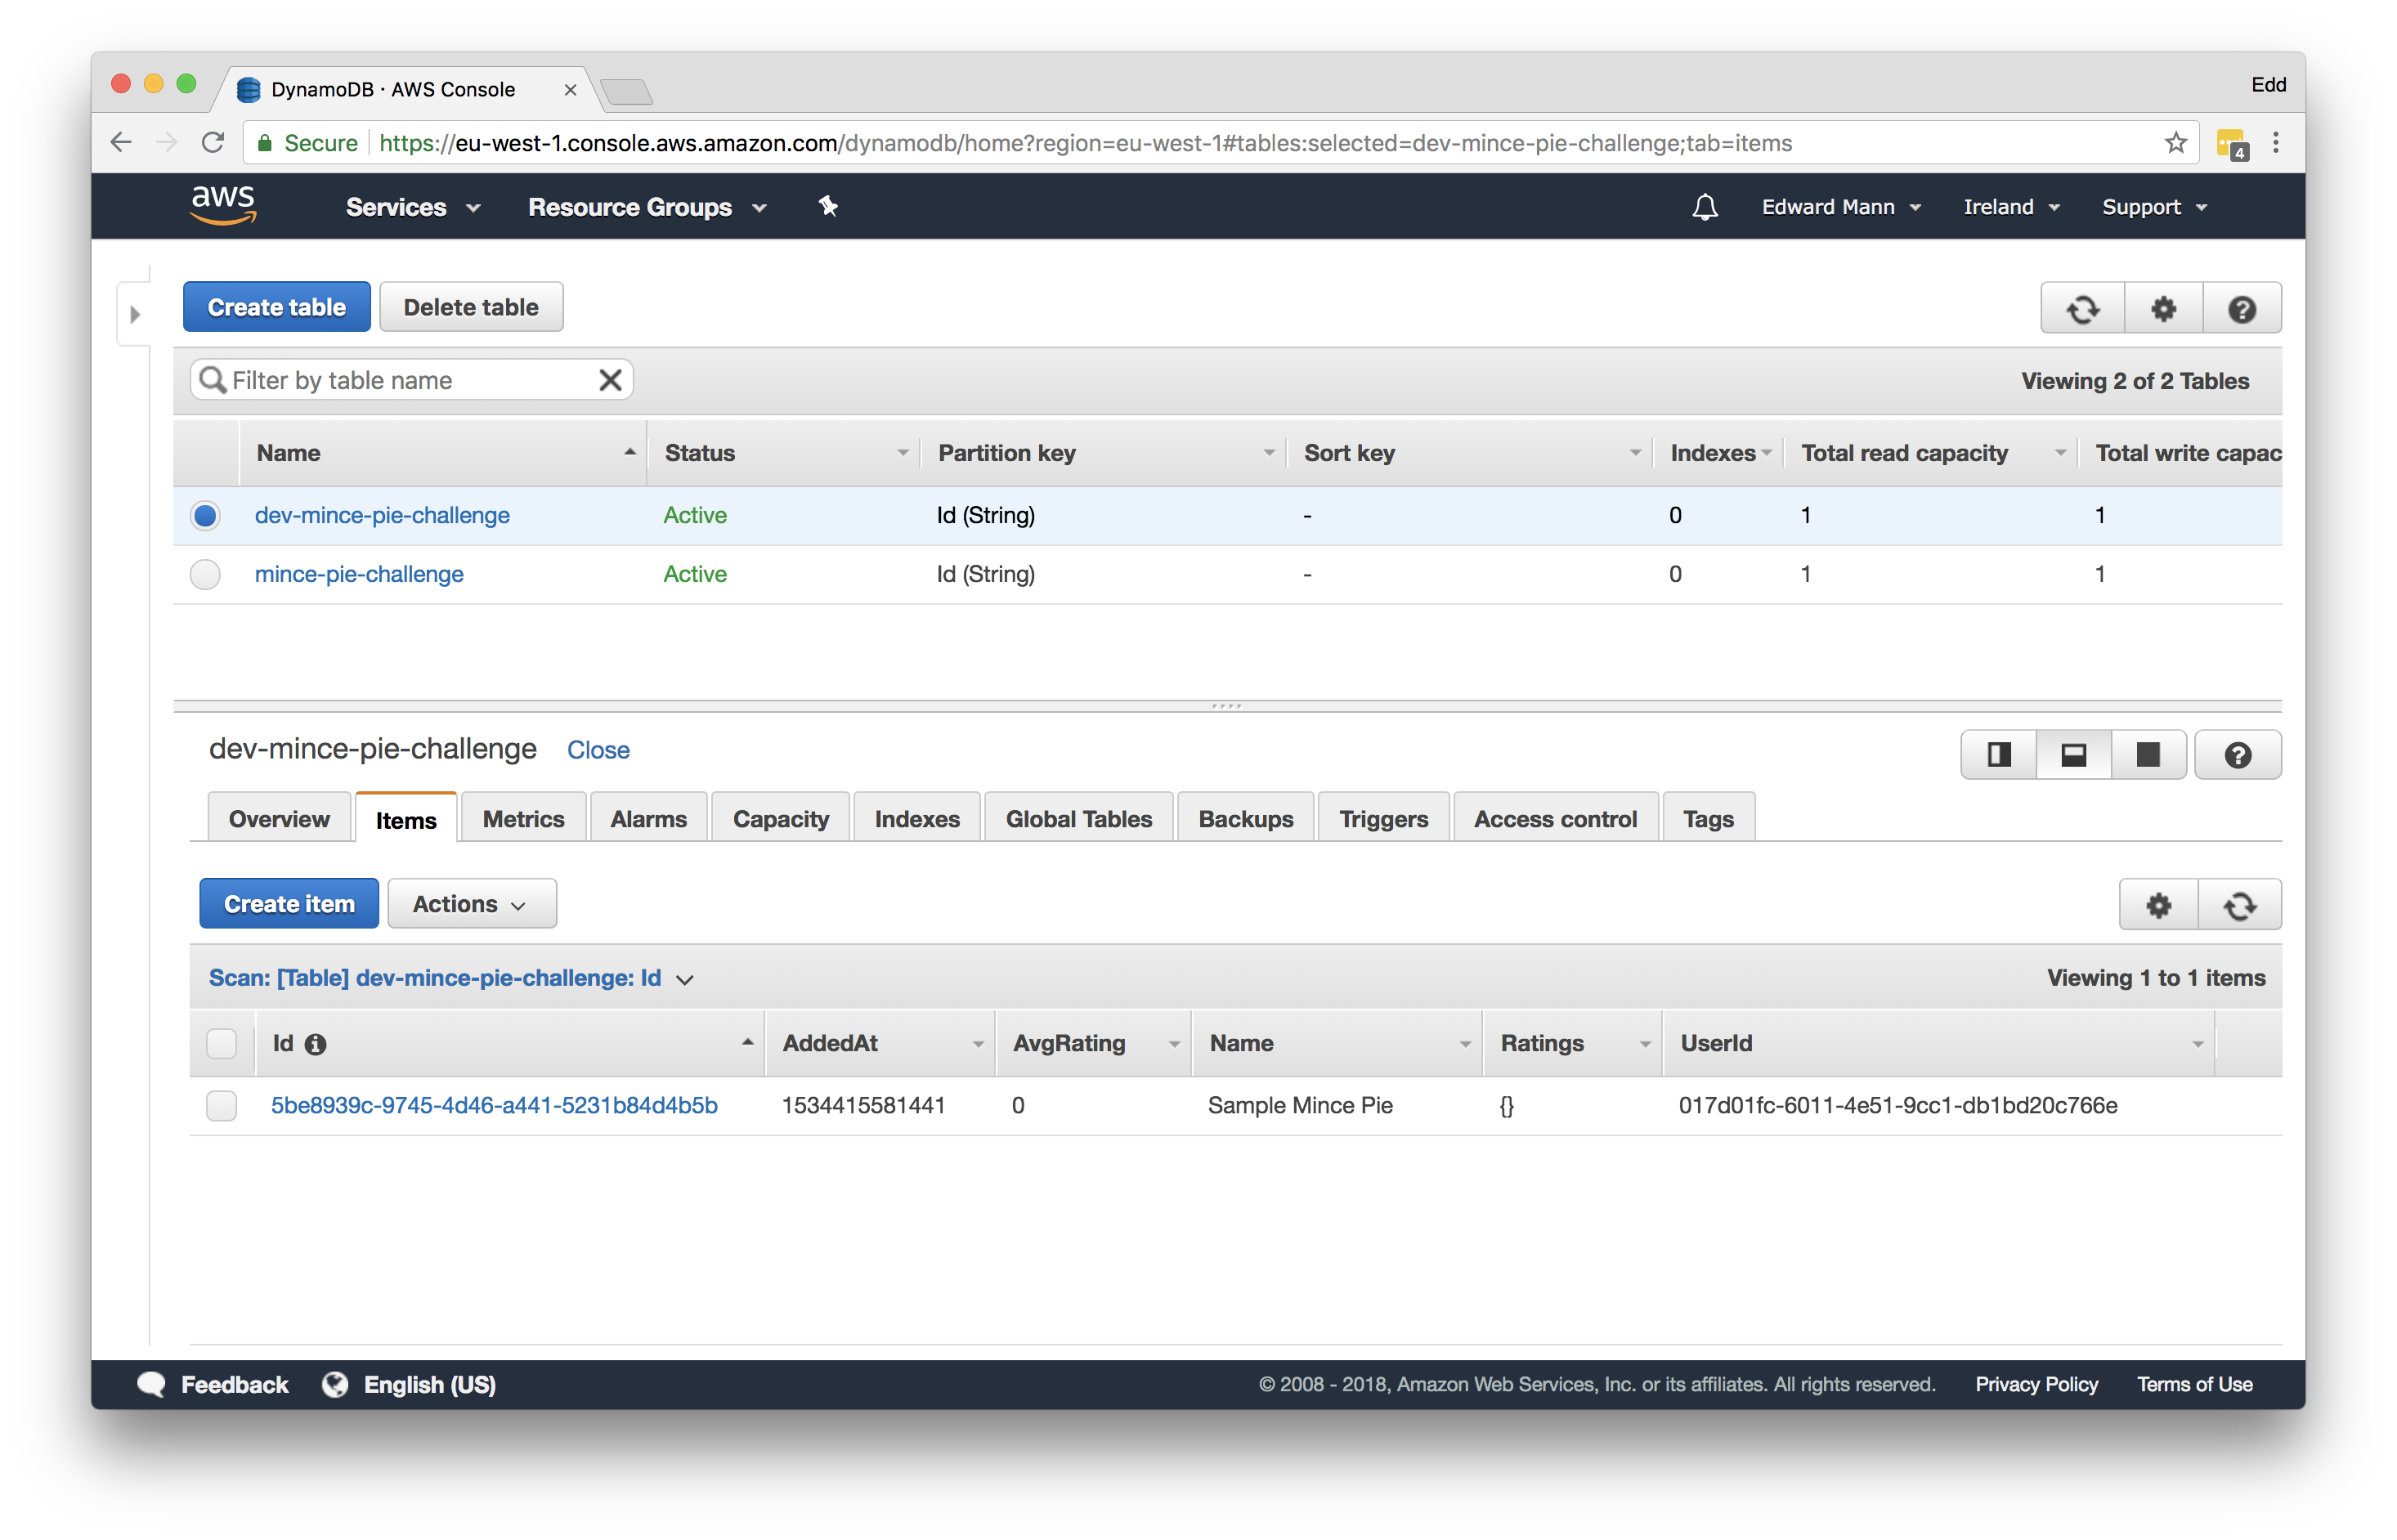 DynamoDB · AWS Console
Edd
Secure https://eu-west-1.console.aws.amazon.com/dynamodb/home?region=eu-west-1#tables:selected=dev-mince-pie-challenge;tab=items
4
aws Services Resource Groups Edward Mann Ireland Support
Create table Delete table
Filter by table name Viewing 2 of 2 Tables
Name Status Partition key Sort key Indexes Total read capacity Total write capac
dev-mince-pie-challenge Active Id (String) - 0 1 1
mince-pie-challenge Active Id (String) - 0 1 1
dev-mince-pie-challenge Close
Overview Items Metrics Alarms Capacity Indexes Global Tables Backups Triggers Access control Tags
Create item Actions
Scan: [Table] dev-mince-pie-challenge: Id Viewing 1 to 1 items
Id AddedAt AvgRating Name Ratings UserId
5be8939c-9745-4d46-a441-5231b84d4b5b 1534415581441 0 Sample Mince Pie {} 017d01fc-6011-4e51-9cc1-db1bd20c766e
Feedback English (US) © 2008 - 2018, Amazon Web Services, Inc. or its affiliates. All rights reserved. Privacy Policy Terms of Use